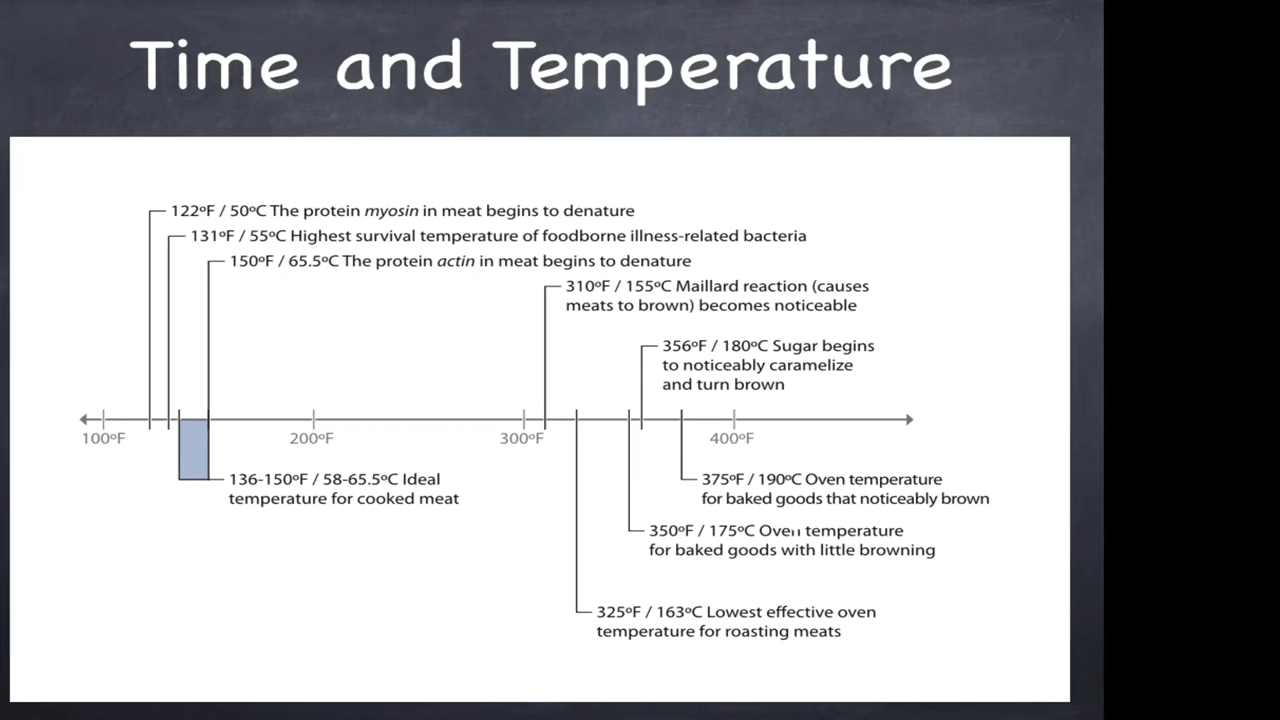 Time and Temperature
122ºF / 50ºC The protein myosin in meat begins to denature
131ºF / 55ºC Highest survival temperature of foodborne illness-related bacteria
150ºF / 65.5ºC The protein actin in meat begins to denature
310ºF / 155ºC Maillard reaction (causes
meats to brown) becomes noticeable
356ºF / 180ºC Sugar begins
to noticeably caramelize
and turn brown
100ºF
200ºF
300ºF
400ºF
136-150ºF / 58-65.5ºC Ideal
temperature for cooked meat
375ºF / 190ºC Oven temperature
for baked goods that noticeably brown
350ºF / 175ºC Oven temperature
for baked goods with little browning
325ºF / 163ºC Lowest effective oven
temperature for roasting meats